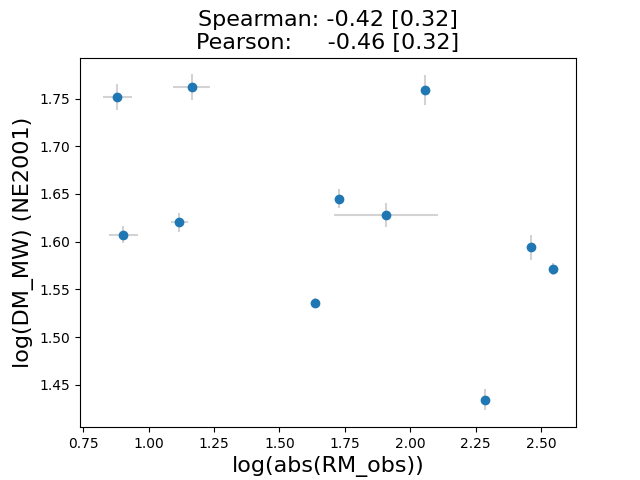 Spearman: -0.42 [0.32]
Pearson: -0.46 [0.32]
log(DM_MW) (NE2001)
1.75
1.70
1.65
1.60
1.55
1.50
1.45
0.75 1.00 1.25 1.50 1.75 2.00 2.25 2.50
log(abs(RM_obs))